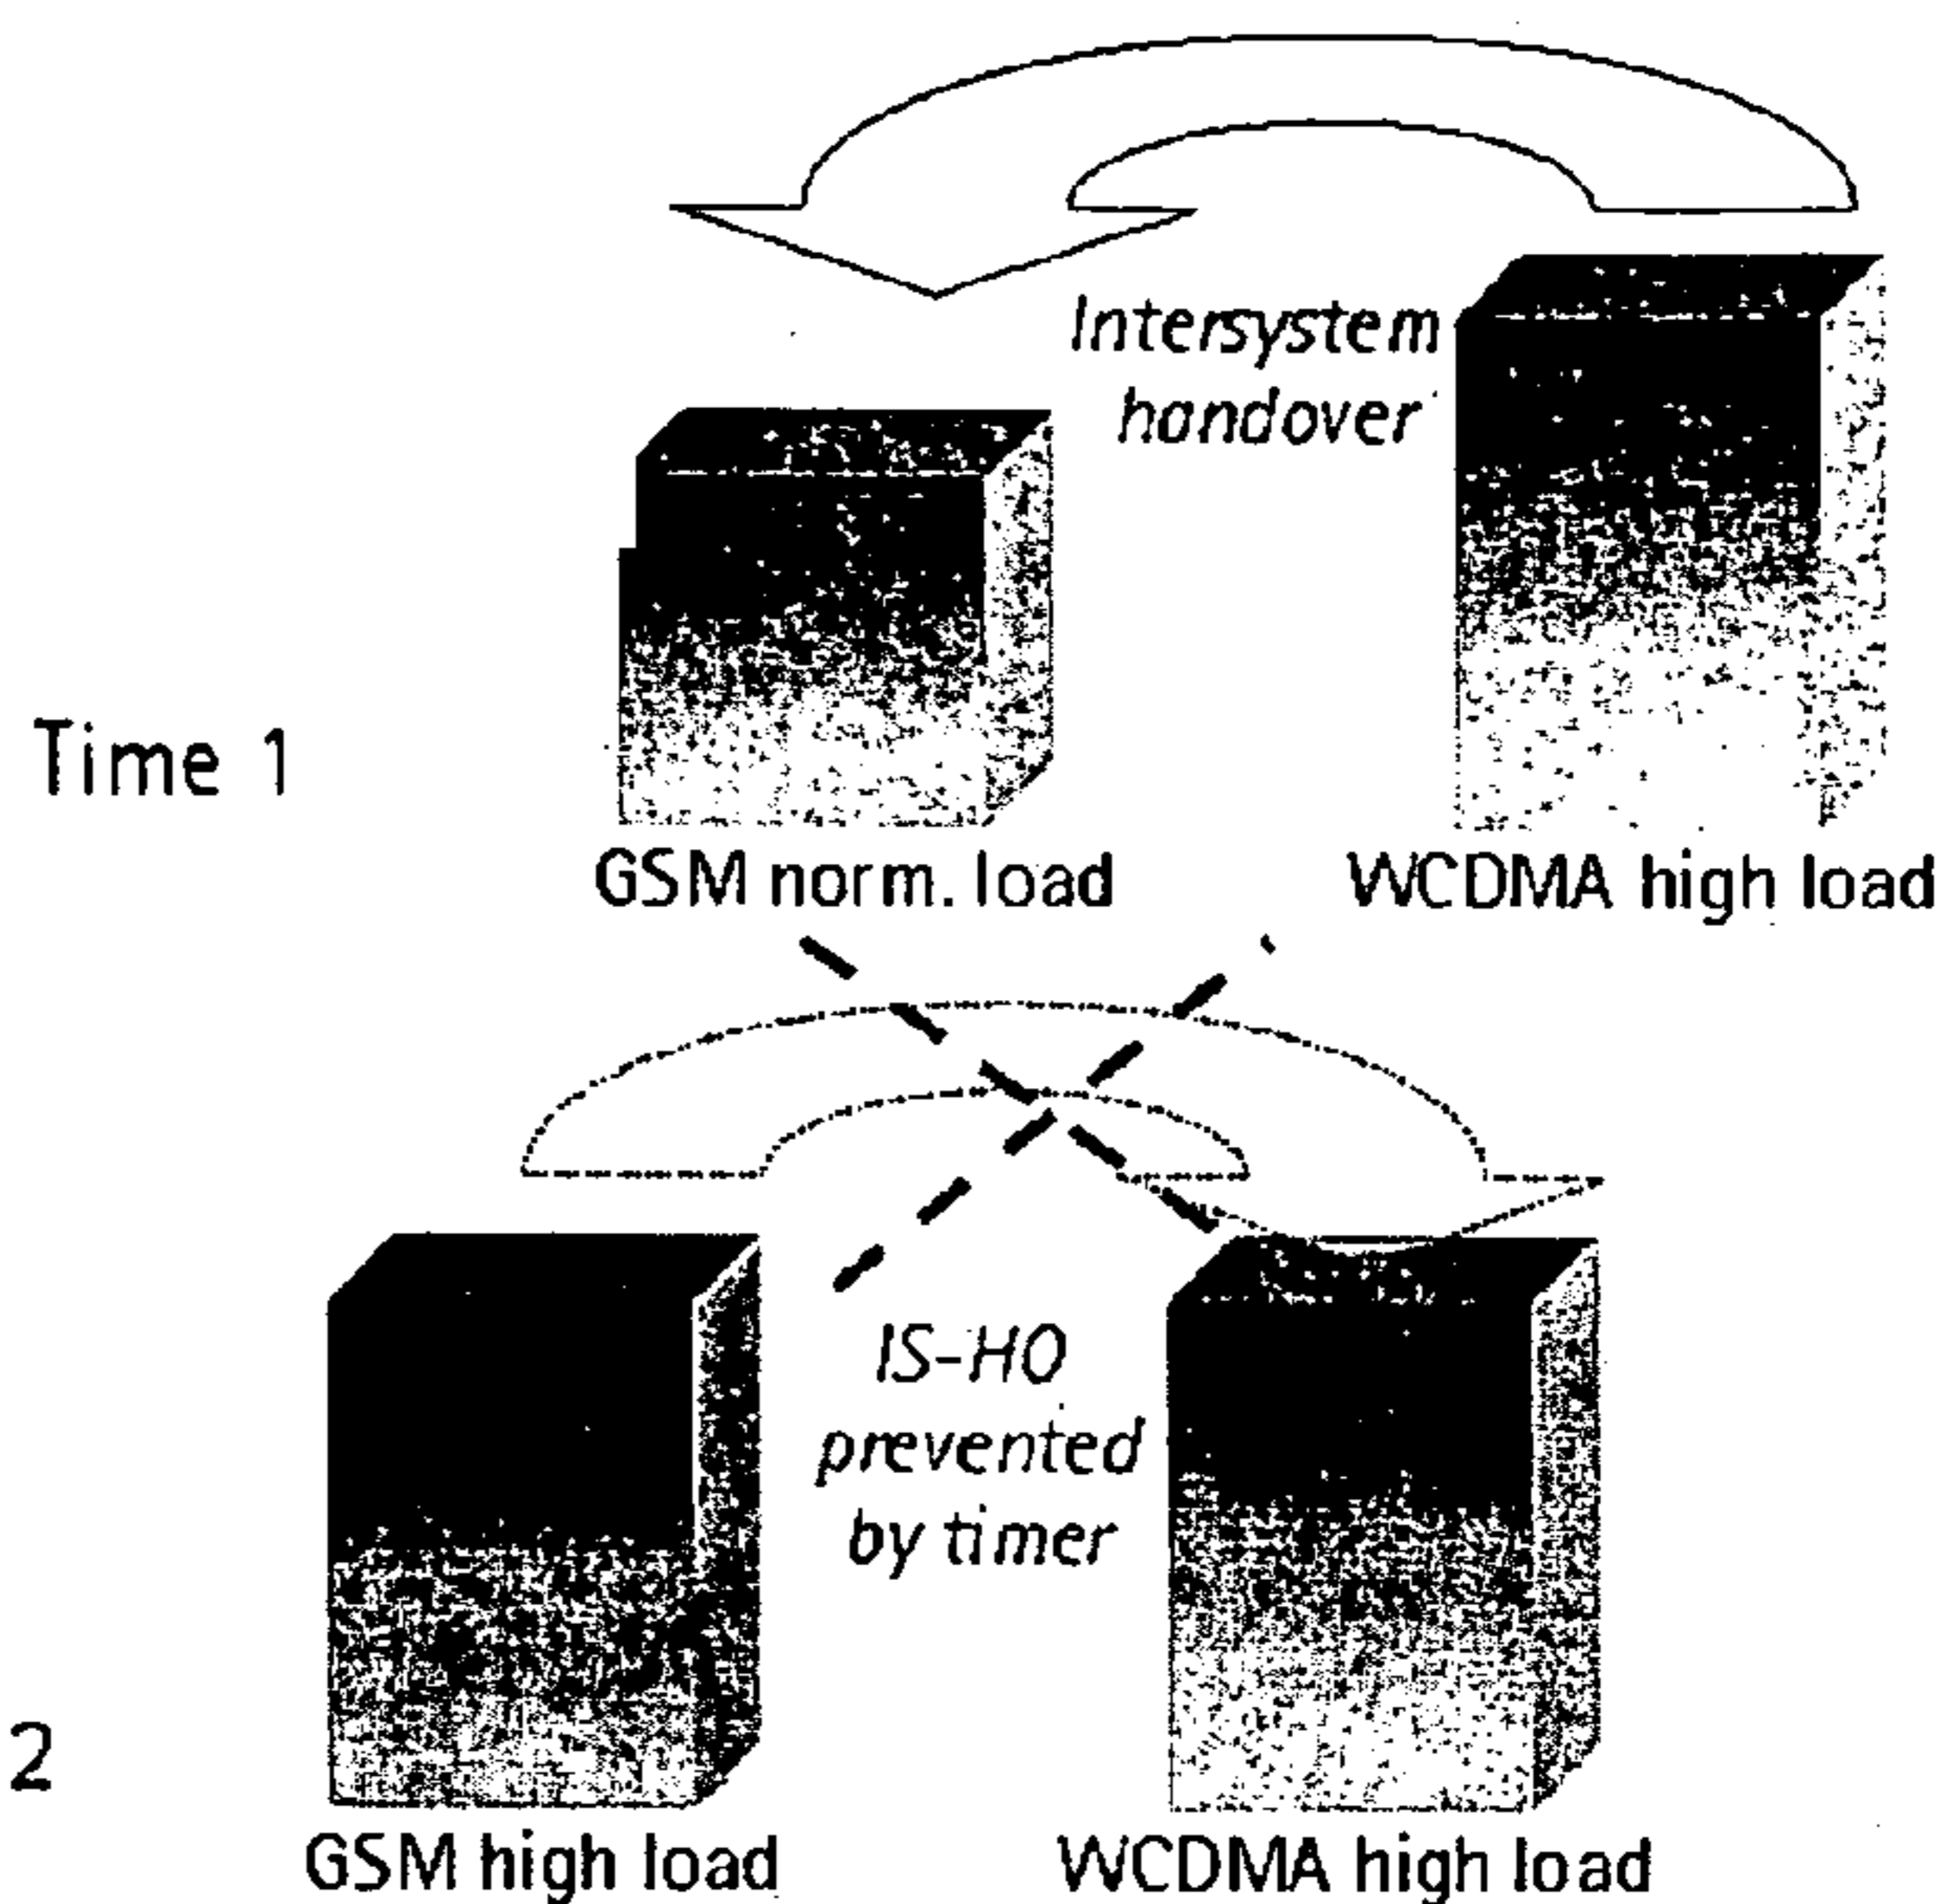 Intersystem
handover
Time 1
GSM norm. load
WCDMA high load
IS-HO
prevented
by timer
2
GSM high load
WCDMA high load